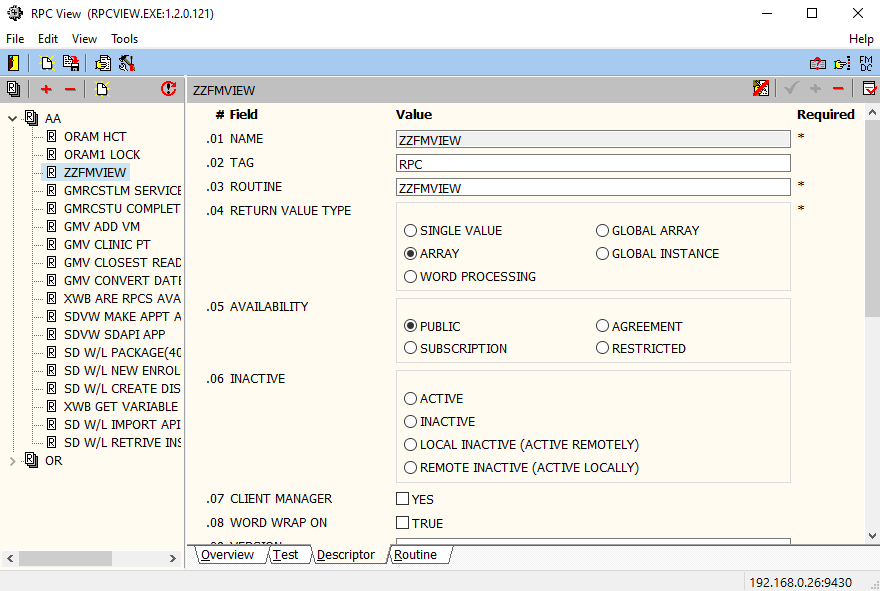 RPC View (RPCVIEW.EXE:1.2.0.121)
File Edit View Tools Help
FM
DC
ZZFMVIEW
AA
ORAM HCT
ORAM1 LOCK
ZZFMVIEW
GMRCSTLM SERVICE
GMRCSTU COMPLET
GMV ADD VM
GMV CLINIC PT
GMV CLOSEST READ
GMV CONVERT DATE
XWB ARE RPCS AVA
SDVW MAKE APPT A
SDVW SDAPI APP
SD W/L PACKAGE(40
SD W/L NEW ENROL
SD W/L CREATE DIS
XWB GET VARIABLE
SD W/L IMPORT API
SD W/L RETRIVE INS
OR
# Field Value Required
.01 NAME ZZFMVIEW *
.02 TAG RPC
.03 ROUTINE ZZFMVIEW *
.04 RETURN VALUE TYPE *
SINGLE VALUE GLOBAL ARRAY
ARRAY GLOBAL INSTANCE
WORD PROCESSING
.05 AVAILABILITY
PUBLIC AGREEMENT
SUBSCRIPTION RESTRICTED
.06 INACTIVE
ACTIVE
INACTIVE
LOCAL INACTIVE (ACTIVE REMOTELY)
REMOTE INACTIVE (ACTIVE LOCALLY)
.07 CLIENT MANAGER YES
.08 WORD WRAP ON TRUE
.09 VERSION
Overview Test Descriptor Routine
192.168.0.26:9430